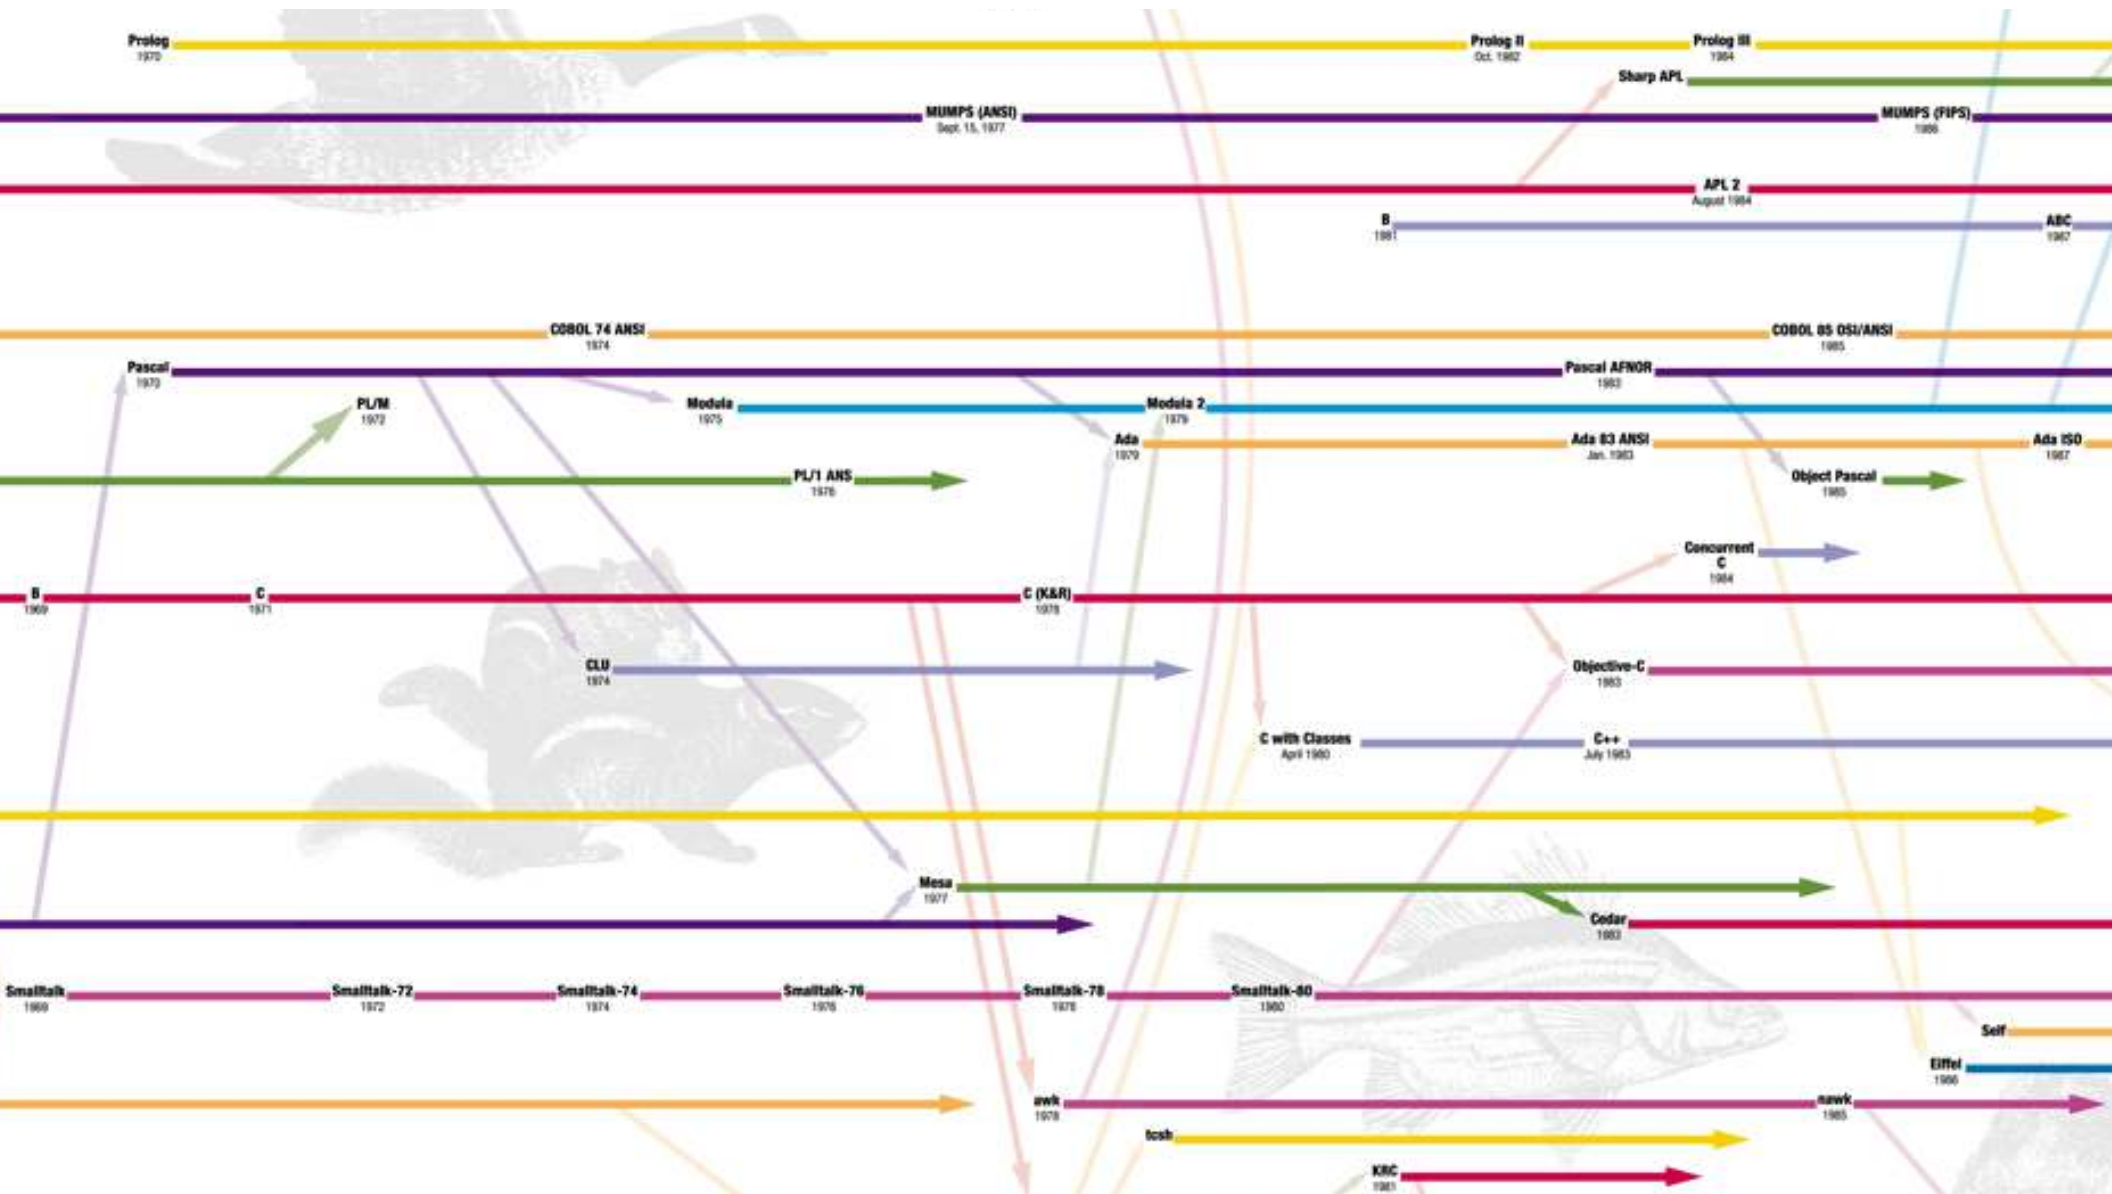 Prolog
1970
Prolog II
Oct. 1982
Prolog III
1984
Sharp APL
MUMPS (ANSI)
Sept. 15, 1977
MUMPS (FIPS)
1986
APL 2
August 1984
B
1981
ABC
1987
COBOL 74 ANSI
1974
COBOL 85 OSI/ANSI
1985
Pascal
1970
Pascal AFNOR
1983
PL/M
1972
Modula
1975
Modula 2
1979
Ada
1979
Ada 83 ANSI
Jan. 1983
Ada ISO
1987
PL/1 ANS
1976
Object Pascal
1985
Concurrent
C
1984
B
1969
C
1971
C (K&R)
1978
CLU
1974
Objective-C
1983
C with Classes
April 1980
C++
July 1983
Mesa
1977
Cedar
1983
Smalltalk
1969
Smalltalk-72
1972
Smalltalk-74
1974
Smalltalk-76
1976
Smalltalk-78
1978
Smalltalk-80
1980
Self
Eiffel
1986
awk
1978
nawk
1985
tcsh
KRC
1981